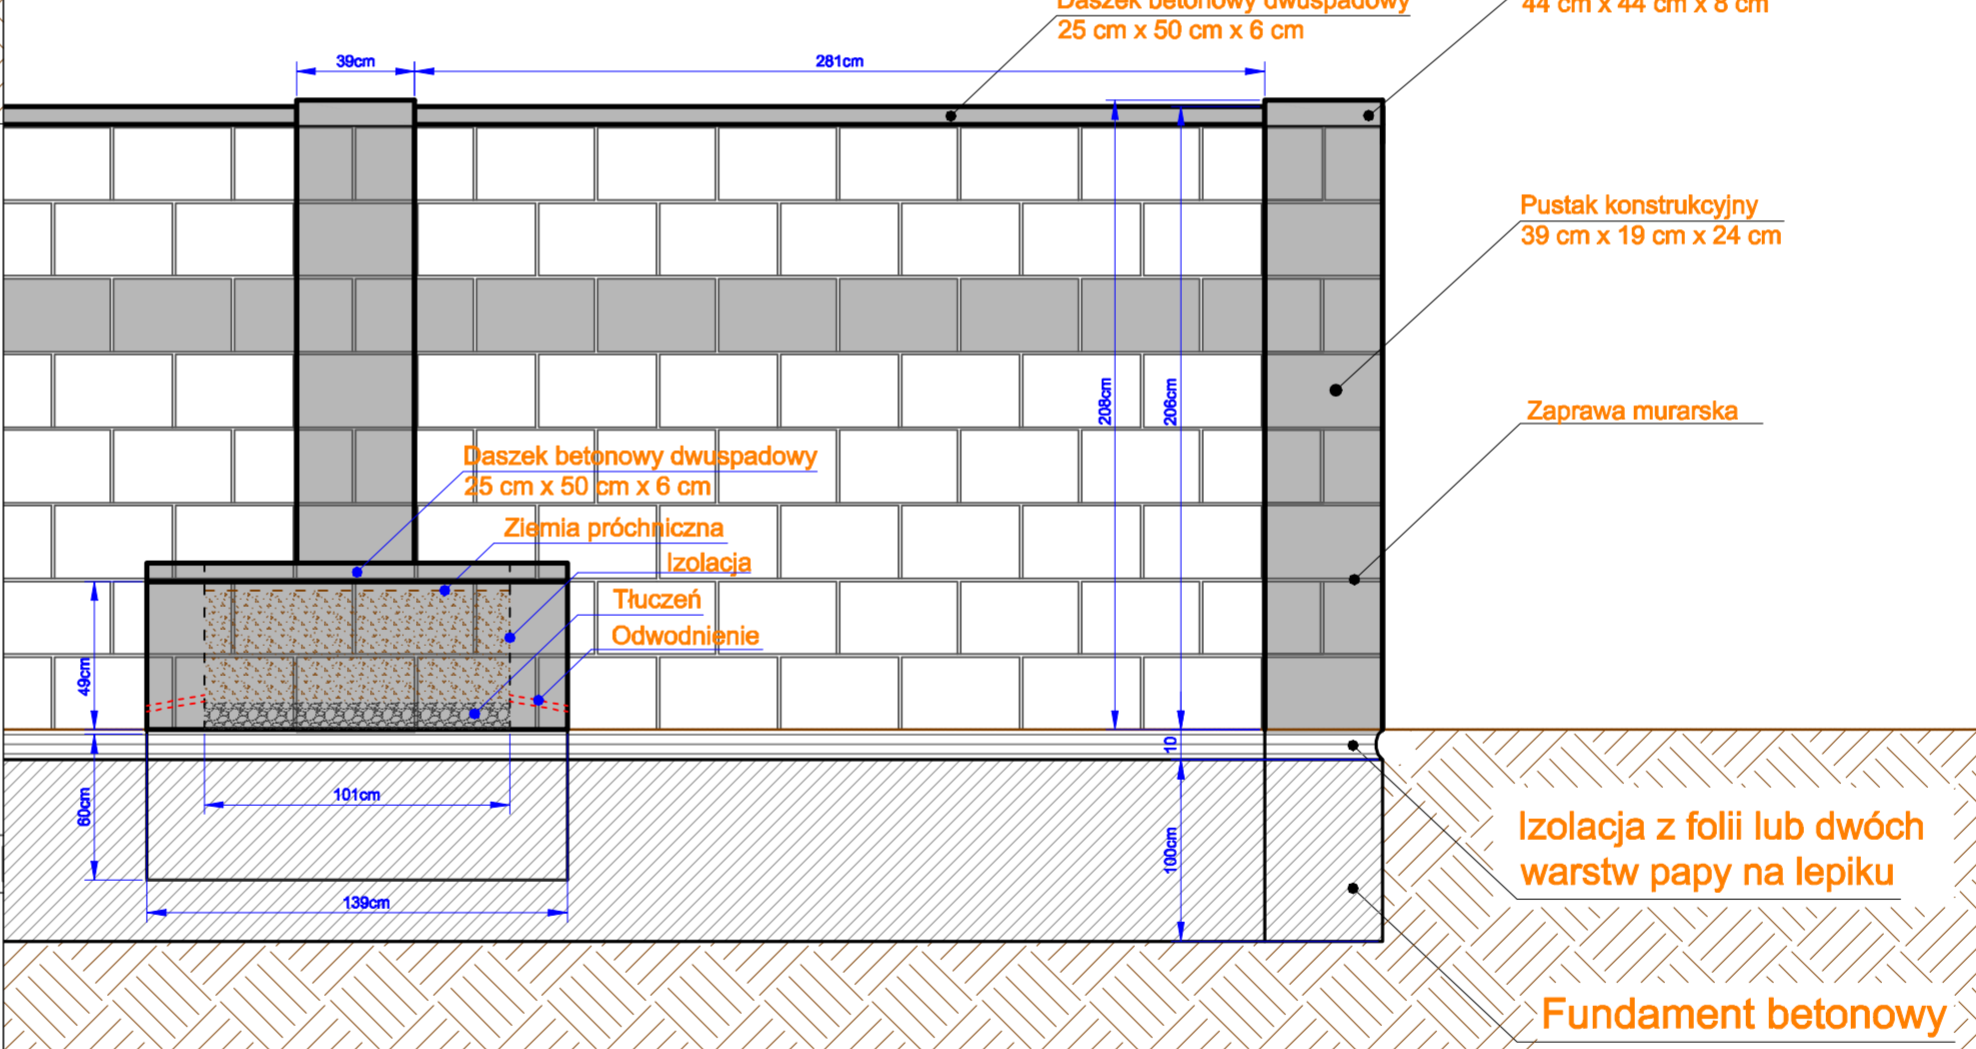 Daszek betonowy dwuspadowy
25 cm x 50 cm x 6 cm
44 cm x 44 cm x 8 cm
39cm
281cm
Pustak konstrukcyjny
39 cm x 19 cm x 24 cm
208cm
206cm
Zaprawa murarska
Daszek betonowy dwuspadowy
25 cm x 50 cm x 6 cm
Ziemia próchniczna
Izolacja
Tłuczeń
Odwodnienie
49cm
10
60cm
101cm
100cm
139cm
Izolacja z folii lub dwóch
warstw papy na lepiku
Fundament betonowy